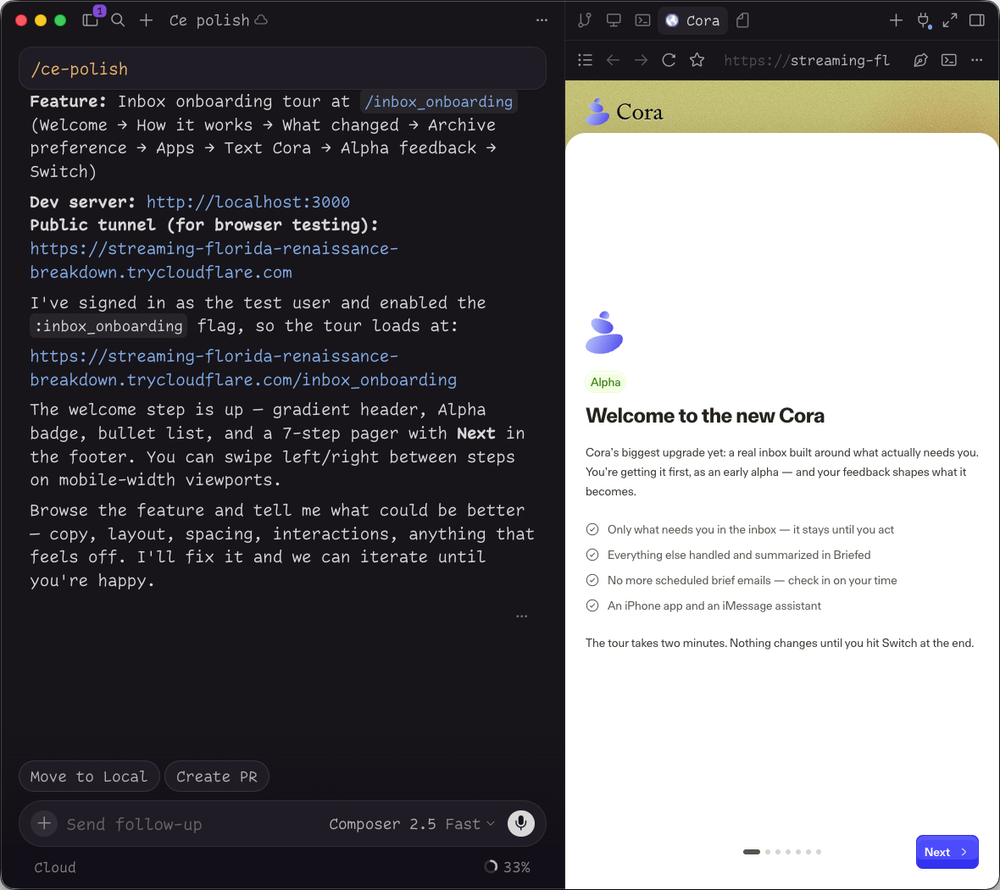 1
Ce polish
/ce-polish
Feature: Inbox onboarding tour at /inbox_onboarding
(Welcome → How it works → What changed → Archive
preference → Apps → Text Cora → Alpha feedback →
Switch)
Dev server: http://localhost:3000
Public tunnel (for browser testing):
https://streaming-florida-renaissance-
breakdown.trycloudflare.com
I've signed in as the test user and enabled the
:inbox_onboarding flag, so the tour loads at:
https://streaming-florida-renaissance-
breakdown.trycloudflare.com/inbox_onboarding
The welcome step is up — gradient header, Alpha
badge, bullet list, and a 7-step pager with Next in
the footer. You can swipe left/right between steps
on mobile-width viewports.
Browse the feature and tell me what could be better
— copy, layout, spacing, interactions, anything that
feels off. I'll fix it and we can iterate until
you're happy.
Move to Local
Create PR
Send follow-up
Composer 2.5 Fast
Cloud
33%
Cora
https://streaming-fl
Cora
Alpha
Welcome to the new Cora
Cora's biggest upgrade yet: a real inbox built around what actually needs you.
You're getting it first, as an early alpha — and your feedback shapes what it
becomes.
Only what needs you in the inbox — it stays until you act
Everything else handled and summarized in Briefed
No more scheduled brief emails — check in on your time
An iPhone app and an iMessage assistant
The tour takes two minutes. Nothing changes until you hit Switch at the end.
Next